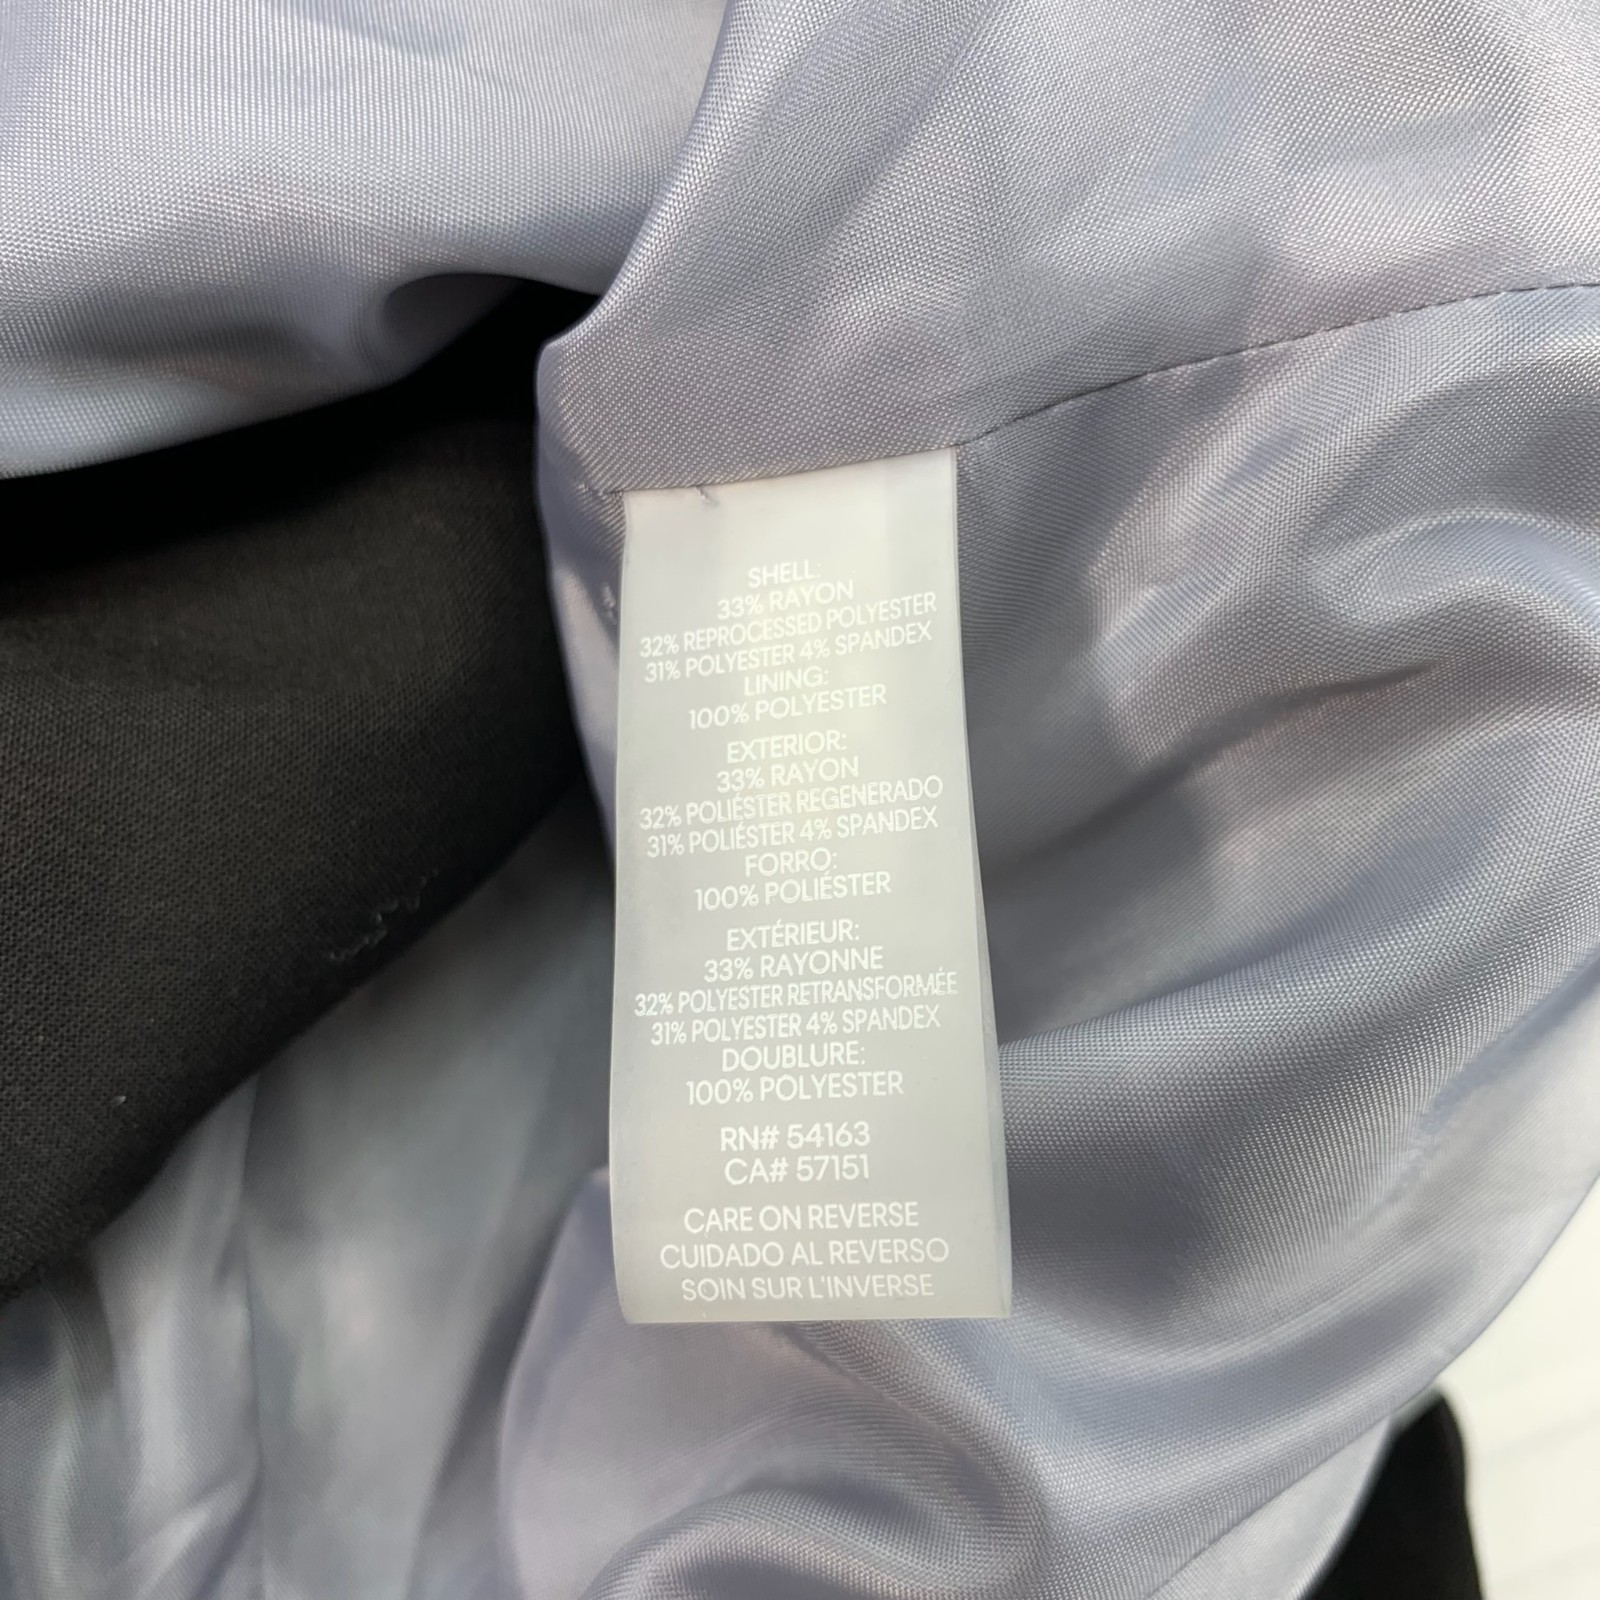 SHELL:
33% RAYON
32% REPROCESSED POLYESTER
31% POLYESTER 4% SPANDEX
LINING:
100% POLYESTER
EXTERIOR:
33% RAYON
32% POLIÉSTER REGENERADO
31% POLIÉSTER 4% SPANDEX
FORRO:
100% POLIÉSTER
EXTÉRIEUR:
33% RAYONNE
32% POLYESTER RETRANSFORMÉE
31% POLYESTER 4% SPANDEX
DOUBLURE:
100% POLYESTER
RN# 54163
CA# 57151
CARE ON REVERSE
CUIDADO AL REVERSO
SOIN SUR L'INVERSE